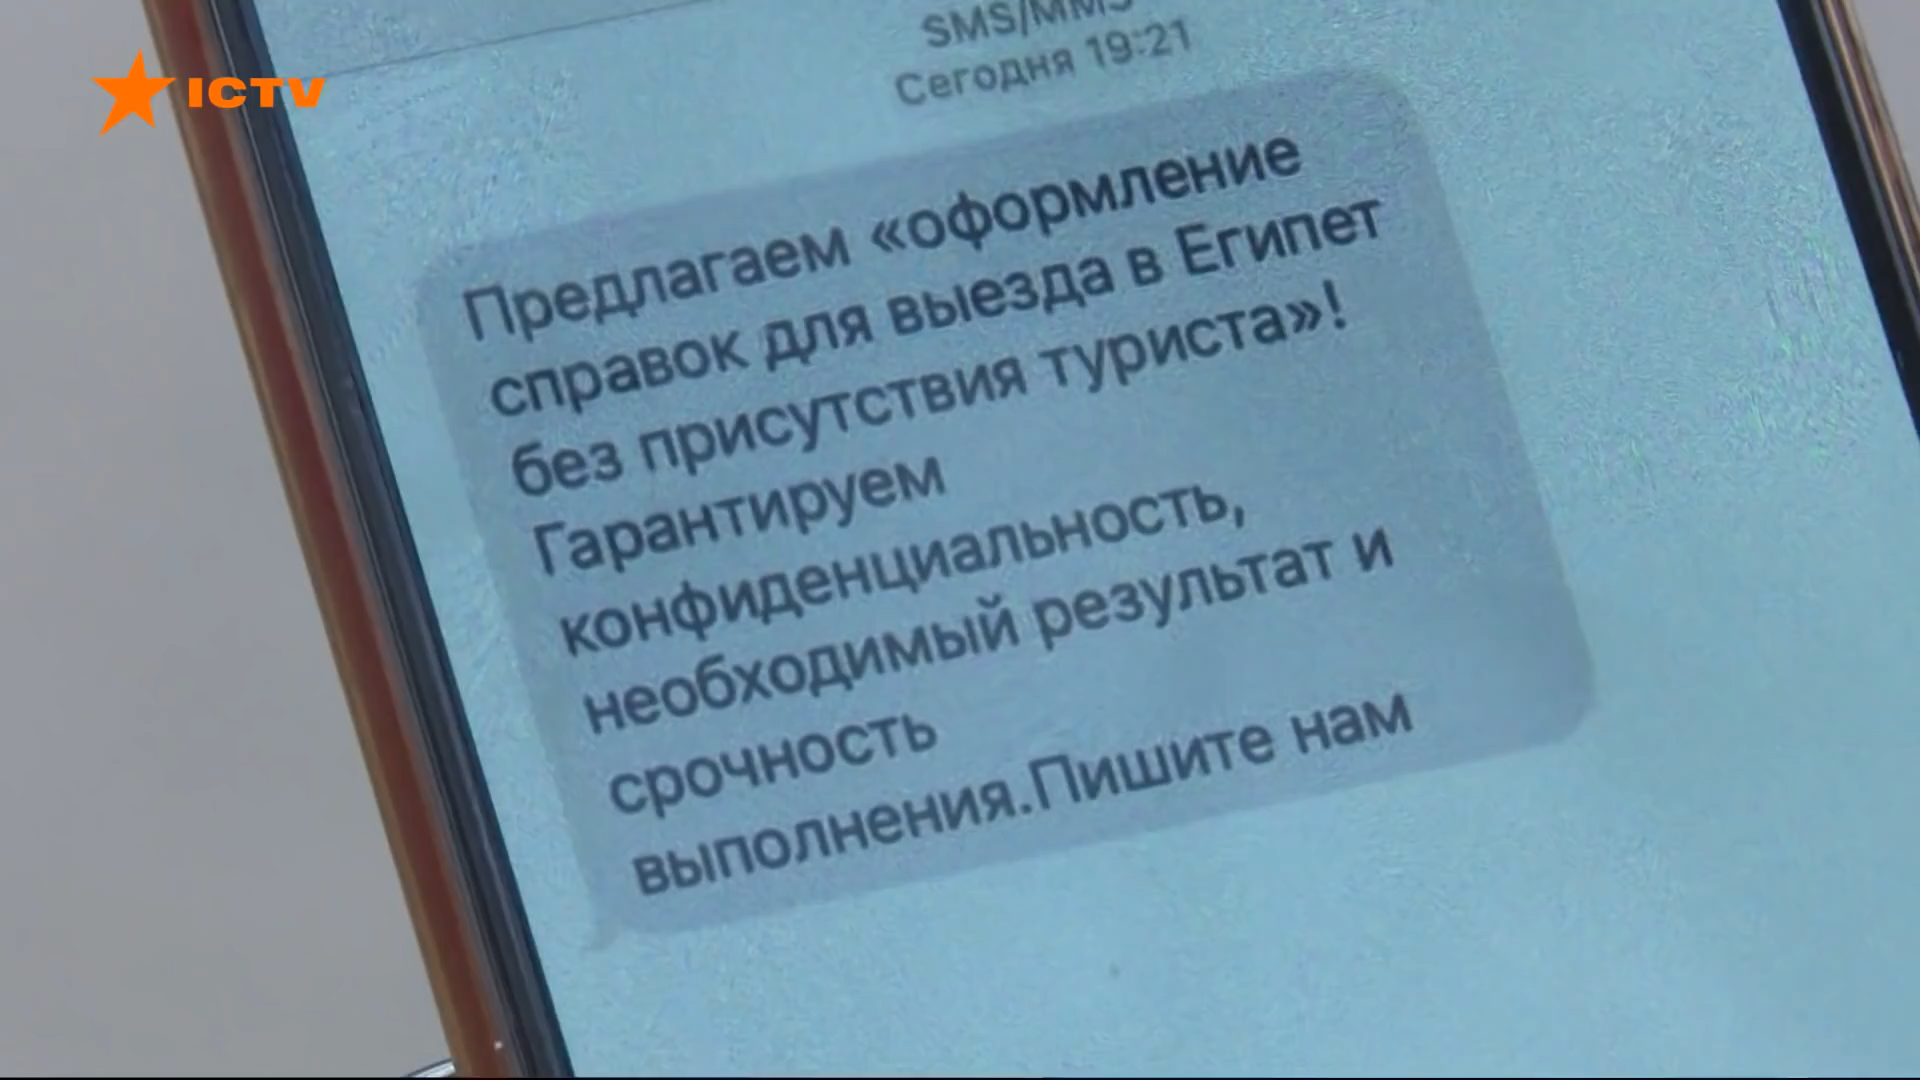 ICTV
SMS/MMS
Сегодня 19:21
Предлагаем «оформление
справок для выезда в Египет
без присутствия туриста»!
Гарантируем
конфиденциальность,
необходимый результат и
срочность
выполнения.Пишите нам